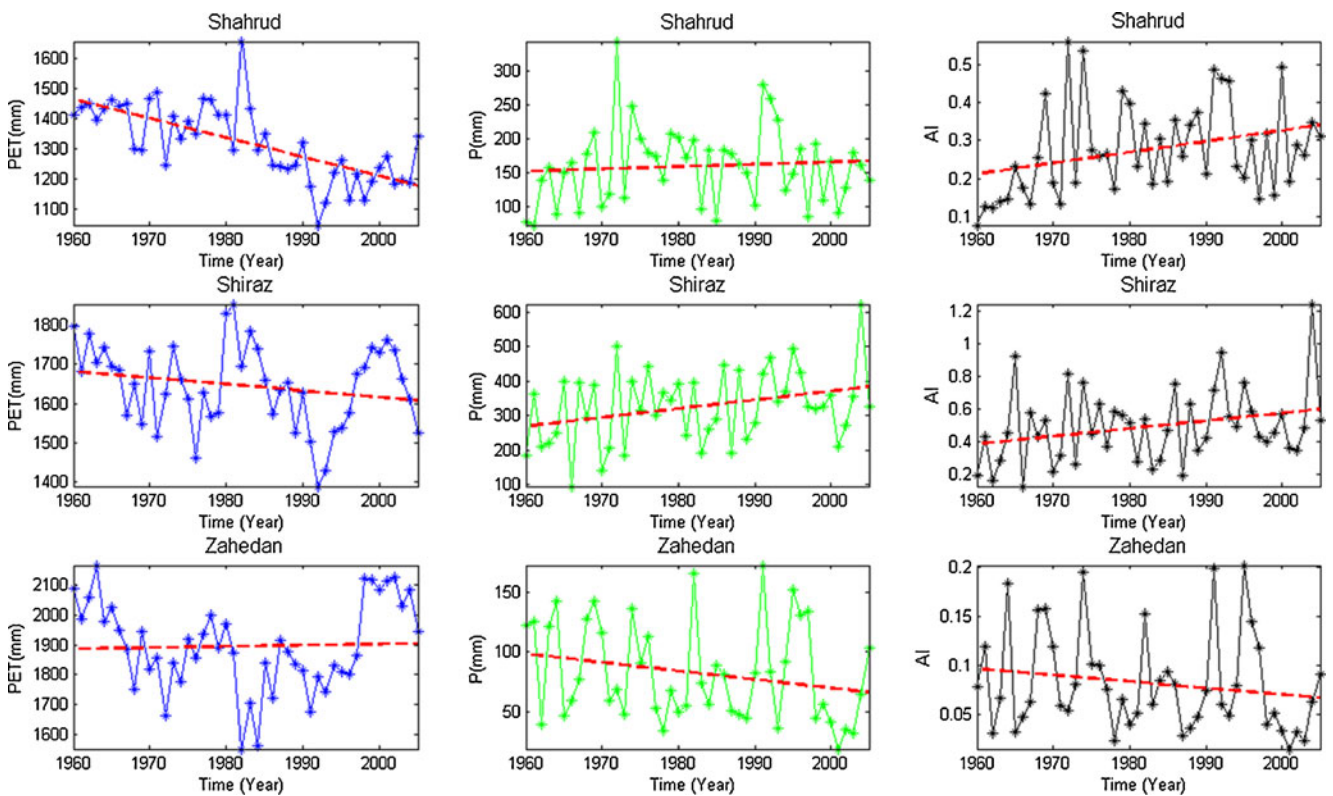 Shahrud
PET(mm)
1600
1500
1400
1300
1200
1100
1960 1970 1980 1990 2000
Time (Year)
Shahrud
P(mm)
300
250
200
150
100
1960 1970 1980 1990 2000
Time (Year)
Shahrud
AI
0.5
0.4
0.3
0.2
0.1
1960 1970 1980 1990 2000
Time (Year)
Shiraz
PET(mm)
1800
1700
1600
1500
1400
1960 1970 1980 1990 2000
Time (Year)
Shiraz
P(mm)
600
500
400
300
200
100
1960 1970 1980 1990 2000
Time (Year)
Shiraz
AI
1.2
1
0.8
0.6
0.4
0.2
1960 1970 1980 1990 2000
Time (Year)
Zahedan
PET(mm)
2100
2000
1900
1800
1700
1600
1960 1970 1980 1990 2000
Time (Year)
Zahedan
P(mm)
150
100
50
1960 1970 1980 1990 2000
Time (Year)
Zahedan
AI
0.2
0.15
0.1
0.05
1960 1970 1980 1990 2000
Time (Year)